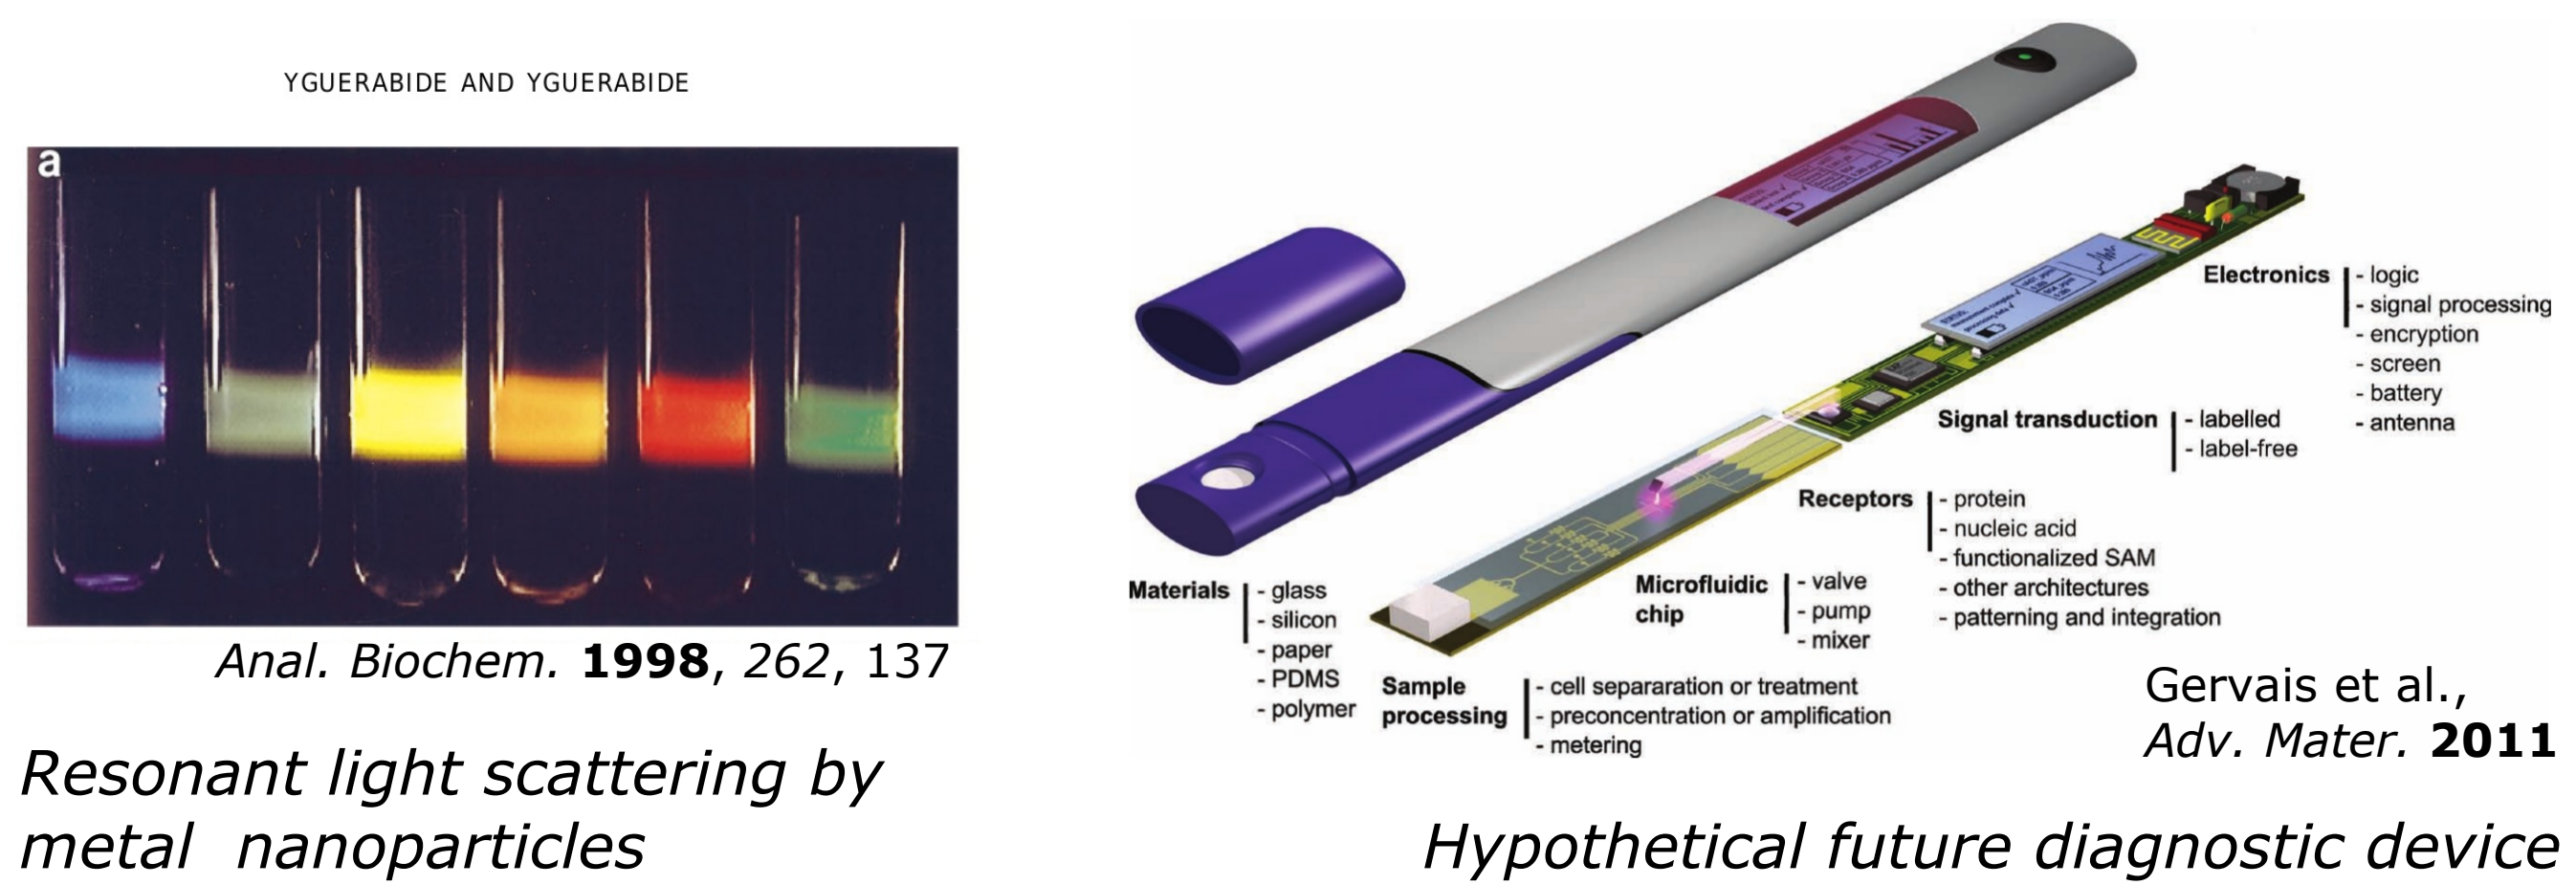 YGUERABIDE AND YGUERABIDE
a
Anal. Biochem. 1998, 262, 137
Resonant light scattering by
metal nanoparticles
Electronics
- logic
- signal processing
- encryption
- screen
- battery
- antenna
Signal transduction
- labelled
- label-free
Receptors
- protein
- nucleic acid
- functionalized SAM
- other architectures
- patterning and integration
Microfluidic
chip
- valve
- pump
- mixer
Materials
- glass
- silicon
- paper
- PDMS
- polymer
Sample
processing
- cell separaration or treatment
- preconcentration or amplification
- metering
Gervais et al.,
Adv. Mater. 2011
Hypothetical future diagnostic device